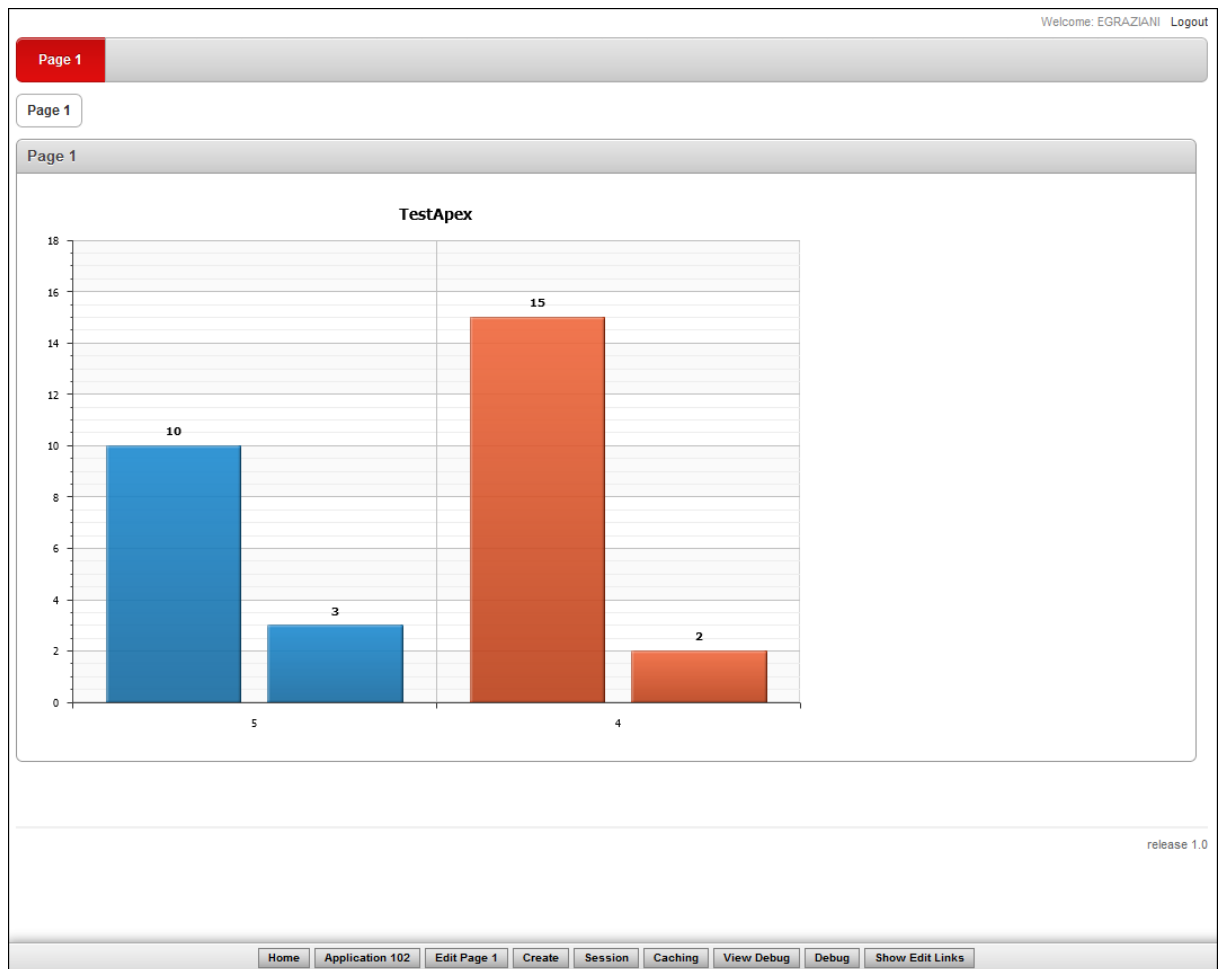 Welcome: EGRAZIANI Logout
Page 1
Page 1
Page 1
TestApex
18
16
15
14
12
10
10
8
6
4
3
2
2
0
5 4
release 1.0
Home Application 102 Edit Page 1 Create Session Caching View Debug Debug Show Edit Links